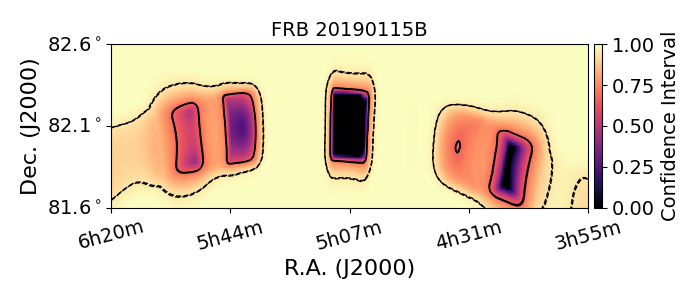 FRB 20190115B
82.6°
82.1°
81.6°
Dec. (J2000)
6h20m
5h44m
5h07m
4h31m
3h55m
R.A. (J2000)
1.00
0.75
0.50
0.25
0.00
Confidence Interval